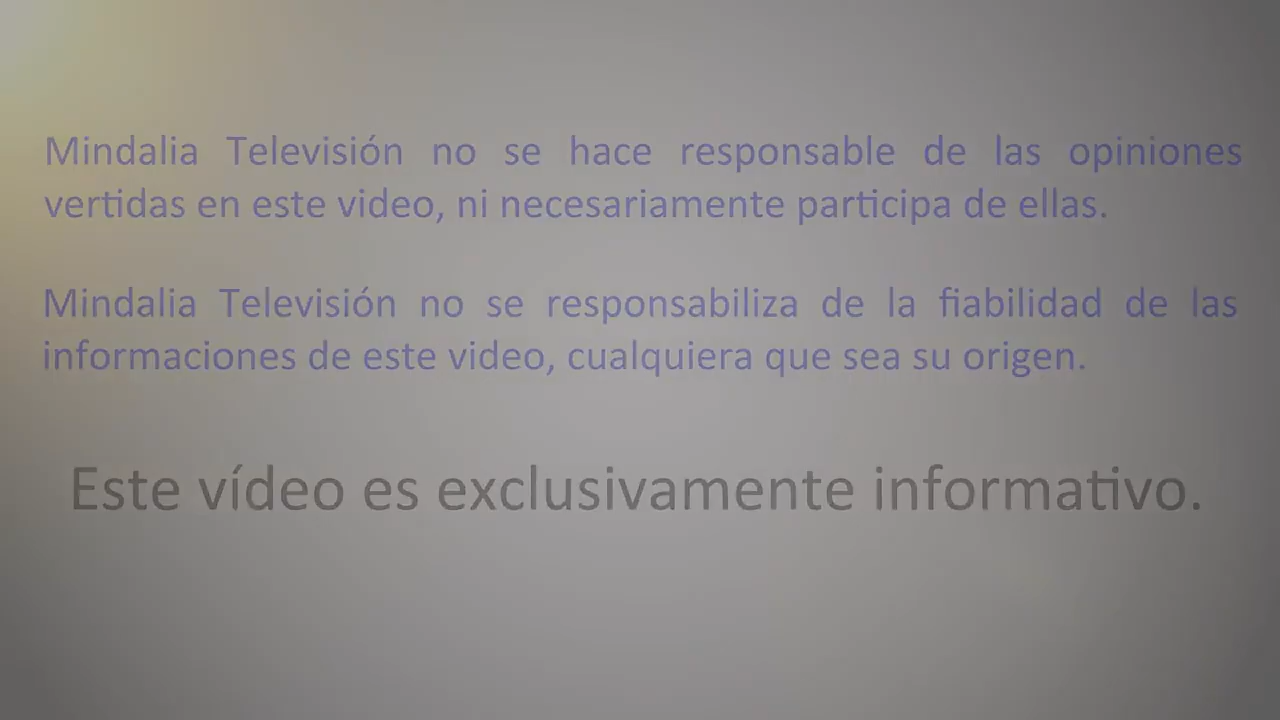 Mindalia Televisión no se hace responsable de las opiniones
vertidas en este video, ni necesariamente participa de ellas.
Mindalia Televisión no se responsabiliza de la fiabilidad de las
informaciones de este video, cualquiera que sea su origen.
Este vídeo es exclusivamente informativo.